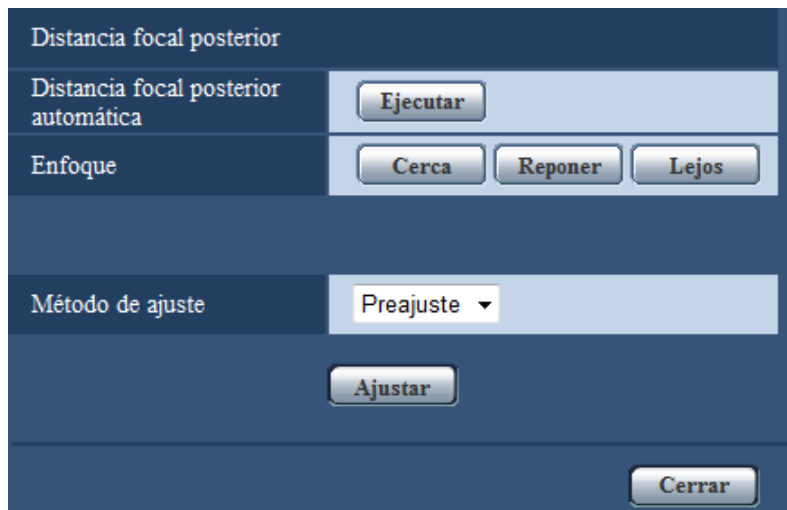 Distancia focal posterior
Distancia focal posterior
automática
Ejecutar
Enfoque
Cerca Reponer Lejos
Método de ajuste
Preajuste
Ajustar
Cerrar